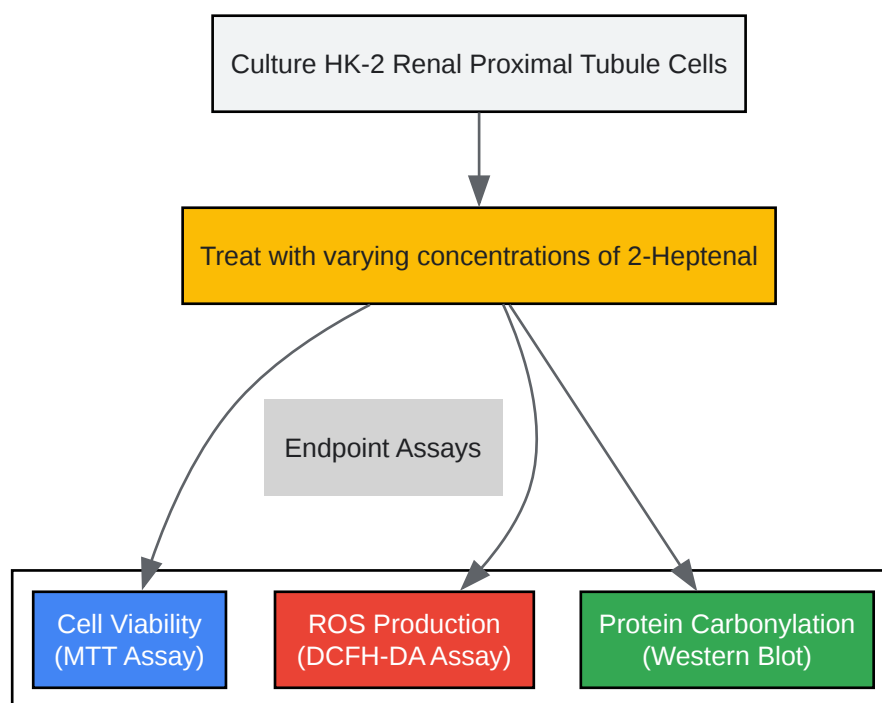 Culture HK-2 Renal Proximal Tubule Cells
Treat with varying concentrations of 2-Heptenal
Endpoint Assays
Cell Viability
(MTT Assay)
ROS Production
(DCFH-DA Assay)
Protein Carbonylation
(Western Blot)